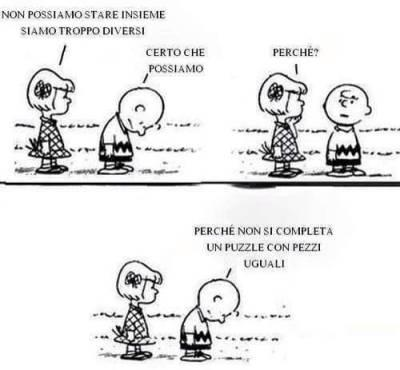 NON POSSIAMO STARE INSIEME
SIAMO TROPPO DIVERSI
CERTO CHE
POSSIAMO
PERCHÈ?
PERCHÉ NON SI COMPLETA
UN PUZZLE CON PEZZI
UGUALI